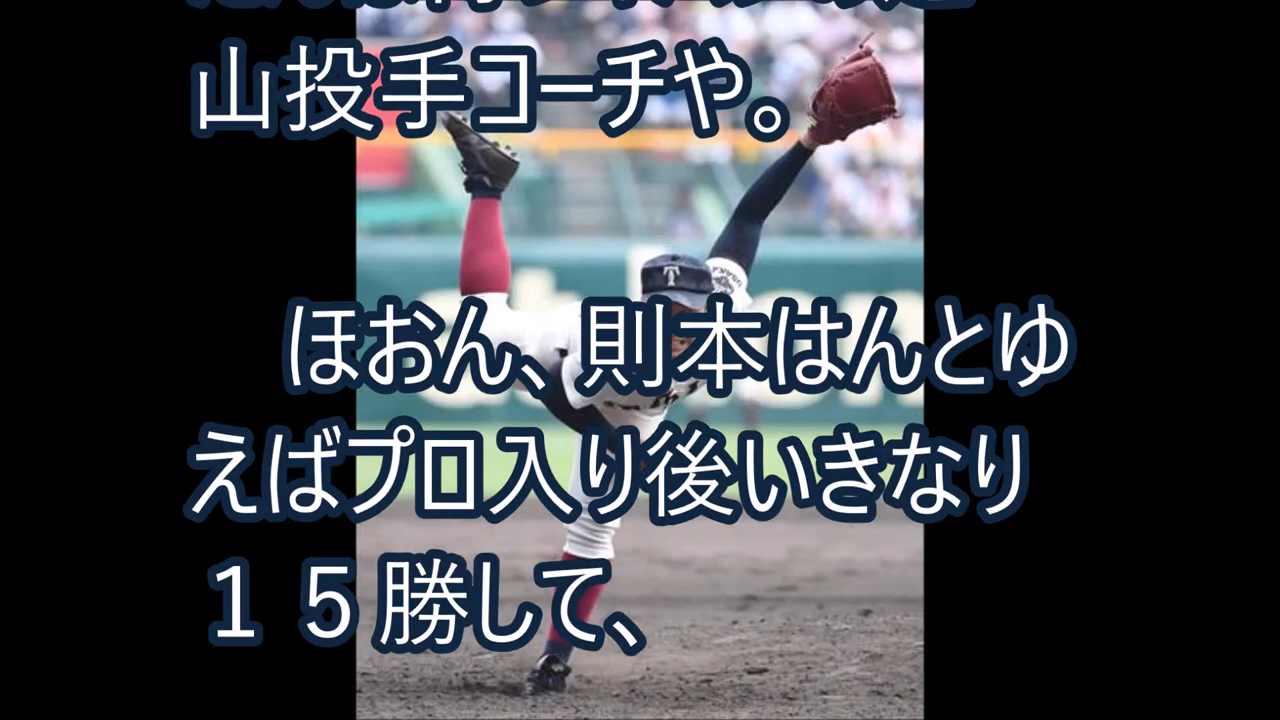 山投手コーチや。
T
OSAKA
ほおん、則本はんとゆ
えばプロ入り後いきなり
１５勝して、